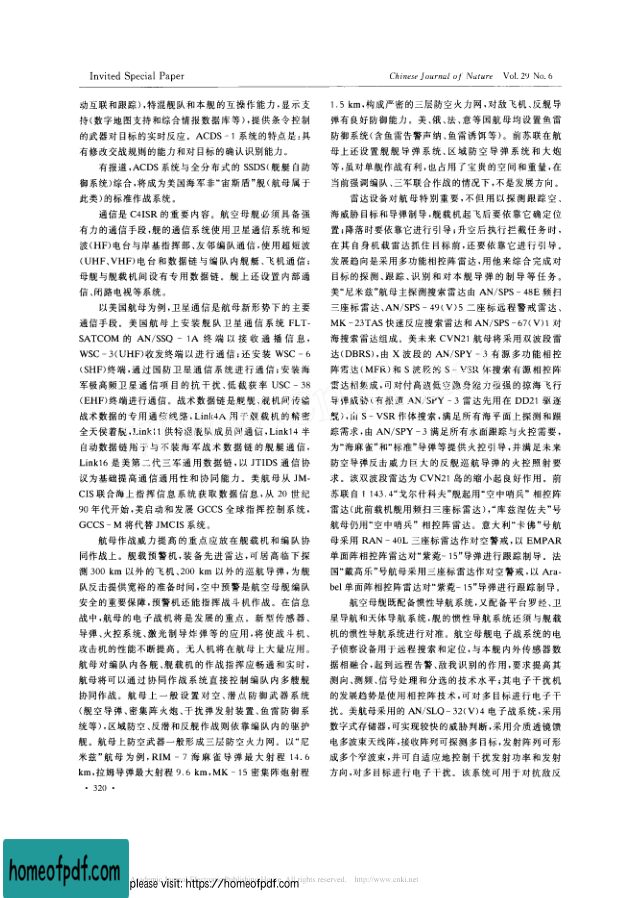 Invited Special Paper
Chinese Journal of Nature Vol. 29 No. 6
动互联和跟踪),特混舰队和本舰的互操作能力,显示支
持(数字地图支持和综合情报数据库等),提供条令控制
的武器对目标的实时反应。ACDS-1系统的特点是:具
有修改交战规则的能力和对目标的确认识别能力。
有报道,ACDS系统与全分布式的SSDS(舰艇自防
御系统)综合,将成为美国海军非“宙斯盾”舰(航母属于
此类)的标准作战系统。
通信是C4ISR的重要内容。航空母舰必须具备强
有力的通信手段,舰的通信系统使用卫星通信系统和短
波(HF)电台与岸基指挥部、友邻编队通信,使用超短波
(UHF、VHF)电台和数据链与编队内舰艇、飞机通信;
母舰与舰载机间设有专用数据链。舰上还设置内部通
信、闭路电视等系统。
以美国航母为例,卫星通信是航母新形势下的主要
通信手段。美国航母上安装舰队卫星通信系统FLT-
SATCOM的AN/SSQ-1A终端以接收通播信息,
WSC-3(UHF)收发终端以进行通信;还安装WSC-6
(SHF)终端,通过国防卫星通信系统进行通信;安装海
军极高频卫星通信项目的抗干扰、低截获率USC-38
(EHF)终端进行通信。战术数据链是舰舰、舰机间传输
战术数据的专用通信线路,Link4A用于舰载机的精密
全天候着舰,Link11供特混舰队成员间通信,Link14半
自动数据链用于与不装海军战术数据链的舰艇通信,
Link16是美第二代三军通用数据链,以JTIDS通信协
议为基础提高通信通用性和协同能力。美航母从JM-
CIS联合海上指挥信息系统获取数据信息,从20世纪
90年代开始,美启动和发展GCCS全球指挥控制系统,
GCCS-M将代替JMCIS系统。
航母作战威力提高的重点应放在舰载机和编队协
同作战上。舰载预警机,装备先进雷达,可居高临下探
测300 km以外的飞机、200 km以外的巡航导弹,为舰
队反击提供宽裕的准备时间,空中预警是航空母舰编队
安全的重要保障,预警机还能指挥战斗机作战。在信息
战中,航母的电子战机将是发展的重点。新型传感器、
导弹、火控系统、激光制导炸弹等的应用,将使战斗机、
攻击机的性能不断提高。无人机将在航母上大量应用。
航母对编队内各舰、舰载机的作战指挥应畅通和实时,
航母将可以通过协同作战系统直接控制编队内多艘舰
协同作战。航母上一般设置对空、潜点防御武器系统
(舰空导弹、密集阵火炮、干扰弹发射装置、鱼雷防御系
统等),区域防空、反潜和反舰作战则依靠编队内的驱护
舰。航母上防空武器一般形成三层防空火力网。以“尼
米兹”航母为例,RIM-7海麻雀导弹最大射程14.6
km,拉姆导弹最大射程9.6 km,MK-15密集阵炮射程
1.5 km,构成严密的三层防空火力网,对敌飞机、反舰导
弹有良好防御能力。美、俄、法、意等国航母均设置鱼雷
防御系统(含鱼雷告警声纳、鱼雷诱饵等)。前苏联在航
母上还设置舰舰导弹系统、区域防空导弹系统和大炮
等,虽对单舰作战有利,也占用了宝贵的空间和重量,在
当前强调编队、三军联合作战的情况下,不是发展方向。
雷达设备对航母特别重要,不但用以探测跟踪空、
海威胁目标和导弹制导,舰载机起飞后要依靠它确定位
置;降落时要依靠它进行引导;升空后执行拦截任务时,
在其自身机载雷达抓住目标前,还要依靠它进行引导。
发展趋向是采用多功能相控阵雷达,用他来综合完成对
目标的探测、跟踪、识别和对本舰导弹的制导等任务。
美“尼米兹”航母主探测搜索雷达由AN/SPS-48E频扫
三座标雷达、AN/SPS-49(V)5二座标远程警戒雷达、
MK-23TAS快速反应搜索雷达和AN/SPS-67(V)1对
海搜索雷达组成。美未来CVN21航母将采用双波段雷
达(DBRS),由X波段的AN/SPY-3有源多功能相控
阵雷达(MFR)和S波段的S-VSR体搜索有源相控阵
雷达相集成,可对付高速低空隐身能力极强的掠海飞行
导弹威胁(有报道AN/SPY-3雷达先用在DD21驱逐
舰),由S-VSR作体搜索,满足所有海平面上探测和跟
踪需求,由AN/SPY-3满足所有水面跟踪与火控需要,
为“海麻雀”和“标准”导弹等提供火控引导,并满足未来
防空导弹反击威力巨大的反舰巡航导弹的火控照射要
求。该双波段雷达为CVN21岛的缩小起良好作用。前
苏联自1 143.4“戈尔什科夫”舰起用“空中哨兵”相控阵
雷达(此前载机舰用频扫三座标雷达),“库兹涅佐夫”号
航母仍用“空中哨兵”相控阵雷达。意大利“卡佛”号航
母采用RAN-40L三座标雷达作对空警戒,以EMPAR
单面阵相控阵雷达对“紫菀-15”导弹进行跟踪制导。法
国“戴高乐”号航母采用三座标雷达作对空警戒,以Ara-
bel单面阵相控阵雷达对“紫菀-15”导弹进行跟踪制导。
航空母舰既配备惯性导航系统,又配备平台罗经、卫
星导航和天体导航系统,舰的惯性导航系统还须与舰载
机的惯性导航系统进行对准。航空母舰电子战系统的电
子侦察设备用于远程搜索和定位,与本舰内外传感器数
据相融合,起到远程告警、敌我识别的作用,要求提高其
测向、测频、信号处理和分选的技术水平;其电子干扰机
的发展趋势是使用相控阵技术,可对多目标进行电子干
扰。美航母采用的AN/SLQ-32(V)4电子战系统,采用
数字式存储器,可实现较快的威胁判断,采用介质透镜馈
电多波束天线阵,接收阵列可探测多目标,发射阵列可形
成多个窄波束,并可自适应地控制干扰发射功率和发射
方向,对多目标进行电子干扰。该系统可用于对抗敌反
· 320 ·
homeofpdf.com
please visit: https://homeofpdf.com
rights reserved. http://www.cnki.net